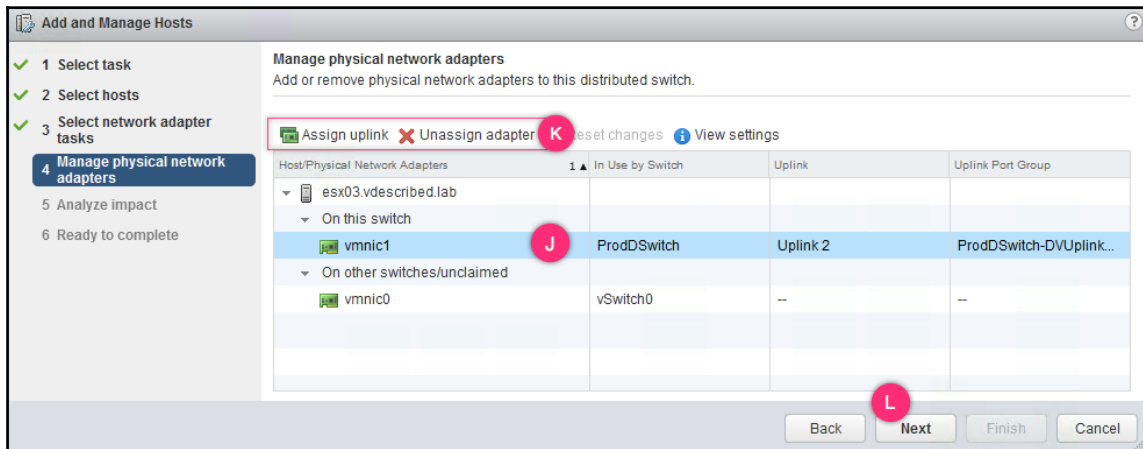 Add and Manage Hosts
?
1 Select task
2 Select hosts
3 Select network adapter
tasks
4 Manage physical network
adapters
5 Analyze impact
6 Ready to complete
Manage physical network adapters
Add or remove physical network adapters to this distributed switch.
Assign uplink Unassign adapter K eset changes i View settings
Host/Physical Network Adapters 1 ▲ In Use by Switch Uplink Uplink Port Group
esx03.vdescribed.lab
On this switch
vmnic1 J ProdDSwitch Uplink 2 ProdDSwitch-DVUplink...
On other switches/unclaimed
vmnic0 vSwitch0 -- --
L
Back Next Finish Cancel